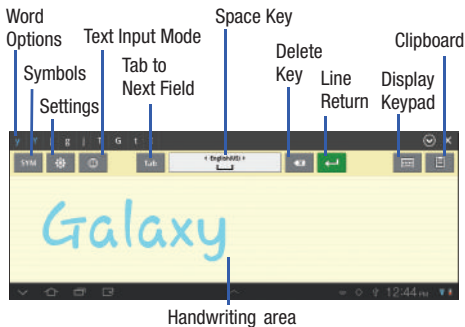 Word Options
Text Input Mode
Space Key
Symbols
Settings
Tab to Next Field
Delete Key
Line Return
Clipboard
Display Keypad
y Y j g i T G t
SYM
Tab
English(US)
Galaxy
12:44 PM
Handwriting area